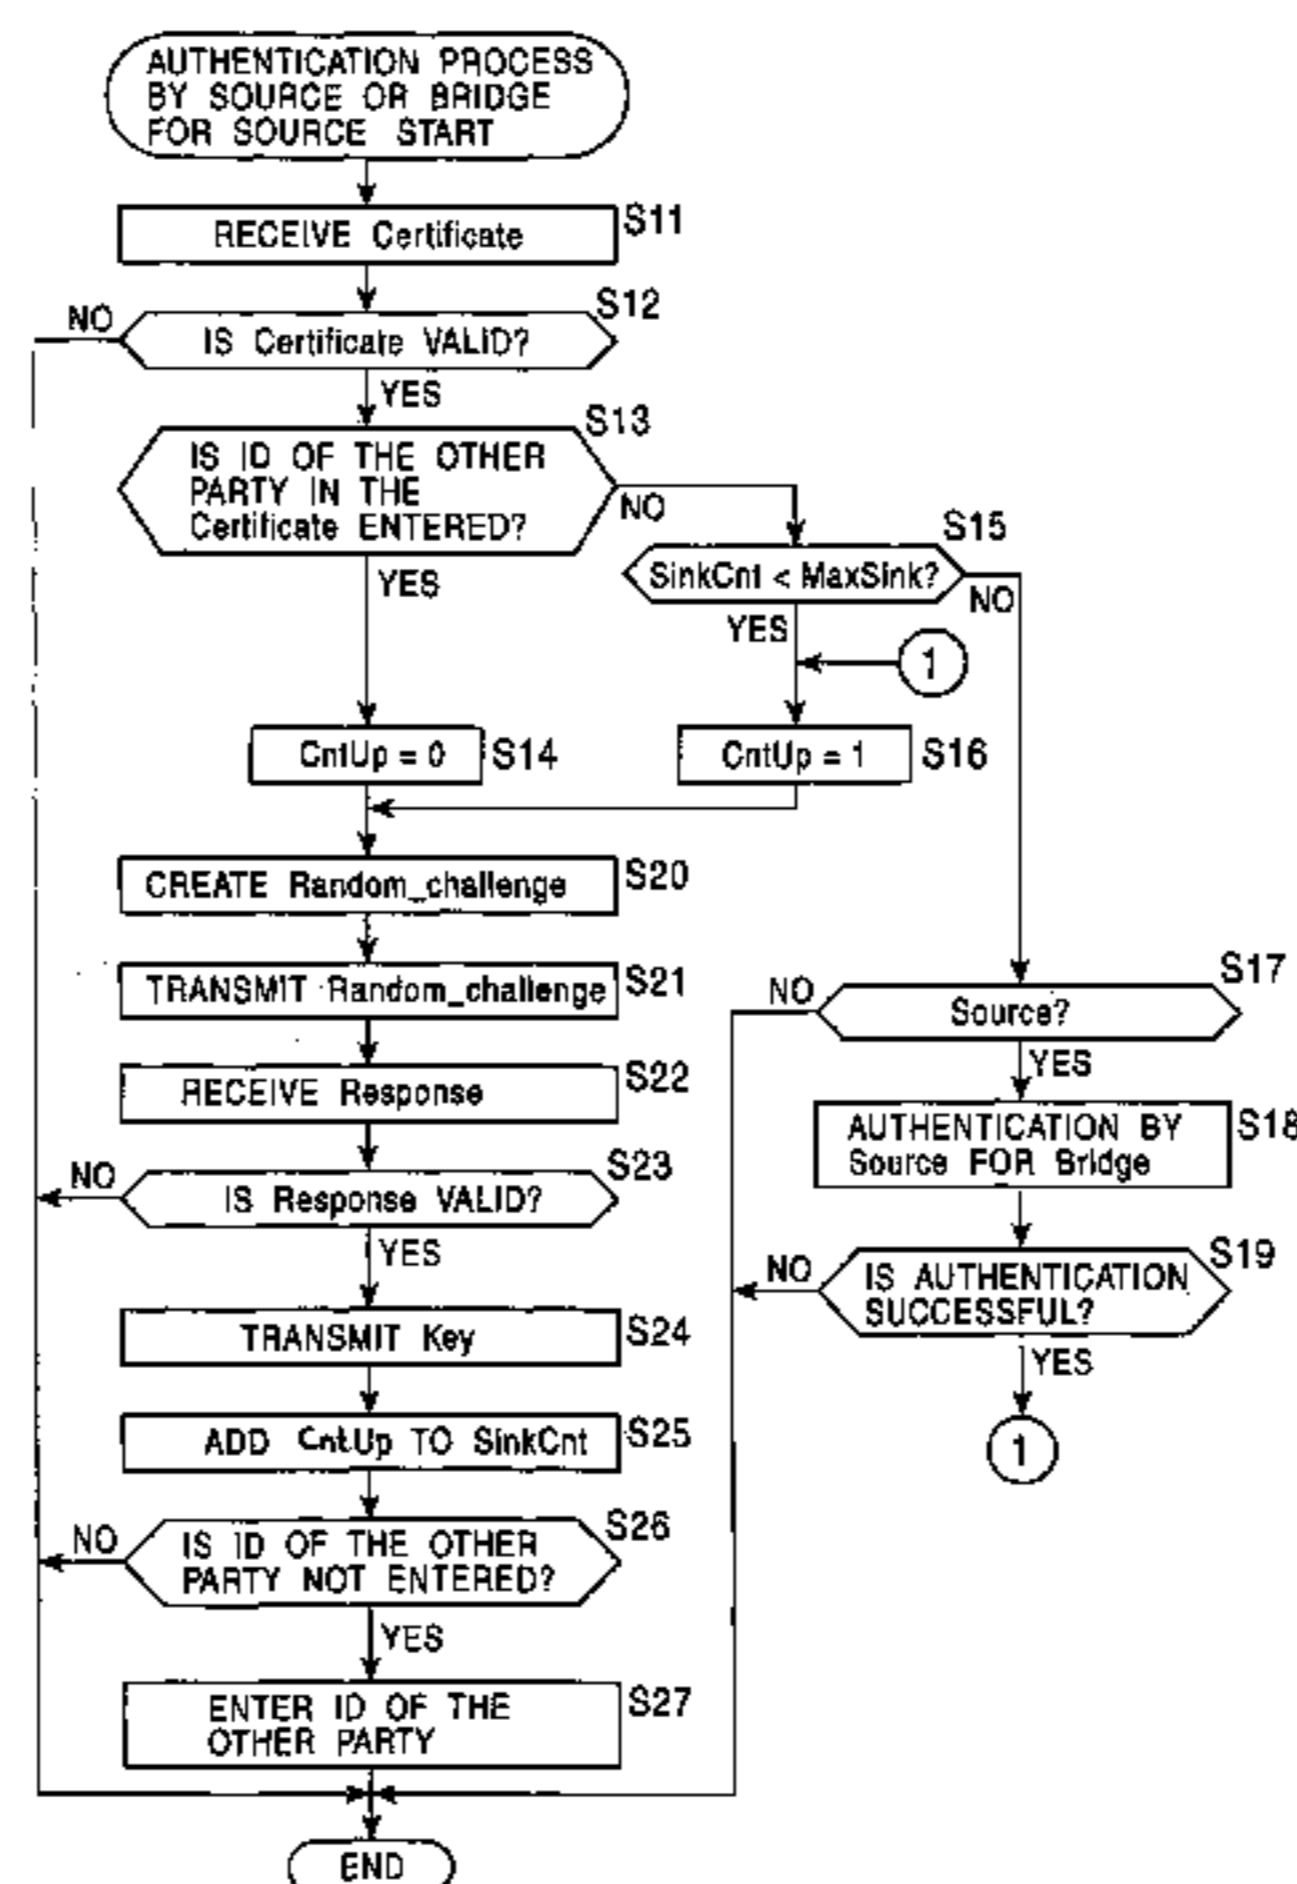 AUTHENTICATION PROCESS
BY SOURCE OR BRIDGE
FOR SOURCE START
RECEIVE Certificate
S11
IS Certificate VALID?
S12
NO
YES
IS ID OF THE OTHER
PARTY IN THE
Certificate ENTERED?
S13
NO
YES
SinkCnt < MaxSink?
S15
NO
YES
1
CntUp = 0
S14
CntUp = 1
S16
CREATE Random_challenge
S20
TRANSMIT Random_challenge
S21
RECEIVE Response
S22
IS Response VALID?
S23
NO
YES
TRANSMIT Key
S24
ADD CntUp TO SinkCnt
S25
IS ID OF THE OTHER
PARTY NOT ENTERED?
S26
NO
YES
ENTER ID OF THE
OTHER PARTY
S27
Source?
S17
NO
YES
AUTHENTICATION BY
Source FOR Bridge
S18
IS AUTHENTICATION
SUCCESSFUL?
S19
NO
YES
1
END